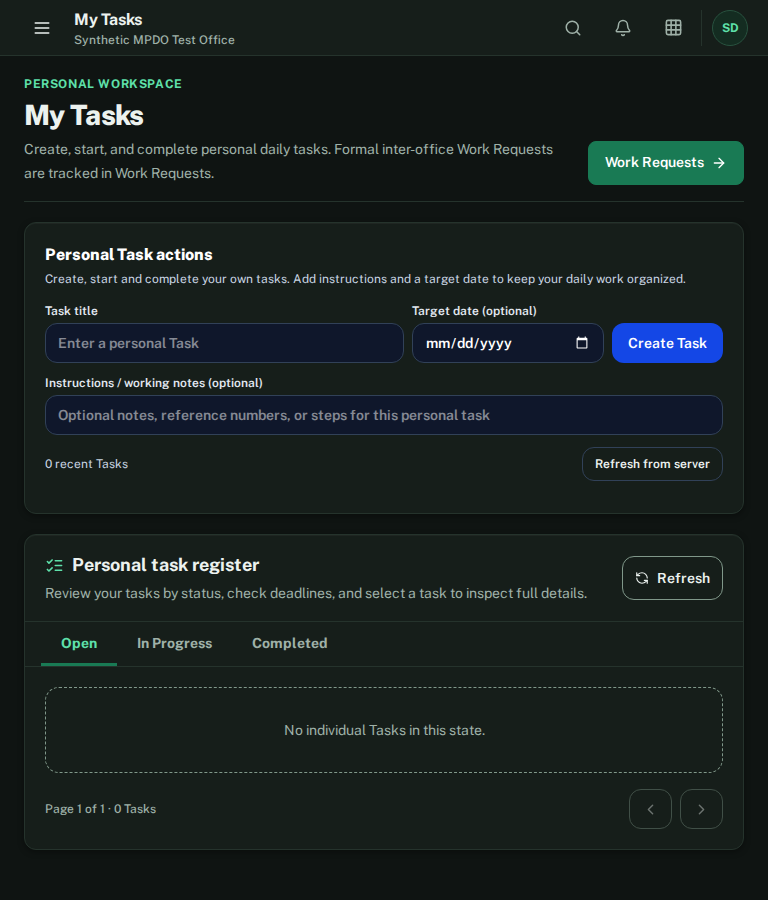 My Tasks
Synthetic MPDO Test Office
SD
PERSONAL WORKSPACE
My Tasks
Create, start, and complete personal daily tasks. Formal inter-office Work Requests
are tracked in Work Requests.
Work Requests
Personal Task actions
Create, start and complete your own tasks. Add instructions and a target date to keep your daily work organized.
Task title
Target date (optional)
Enter a personal Task
mm/dd/yyyy
Create Task
Instructions / working notes (optional)
Optional notes, reference numbers, or steps for this personal task
0 recent Tasks
Refresh from server
Personal task register
Review your tasks by status, check deadlines, and select a task to inspect full details.
Refresh
Open
In Progress
Completed
No individual Tasks in this state.
Page 1 of 1 · 0 Tasks